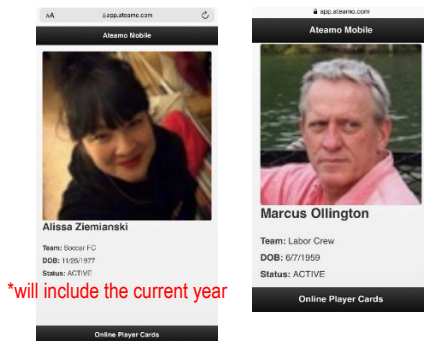 AA
app.ateamo.com
Ateamo Mobile
Alissa Ziemianski
Team: Soccer FC
DOB: 11/25/1977
Status: ACTIVE
*will include the current year
Online Player Cards
app.ateamo.com
Ateamo Mobile
Marcus Ollington
Team: Labor Crew
DOB: 6/7/1959
Status: ACTIVE
Online Player Cards